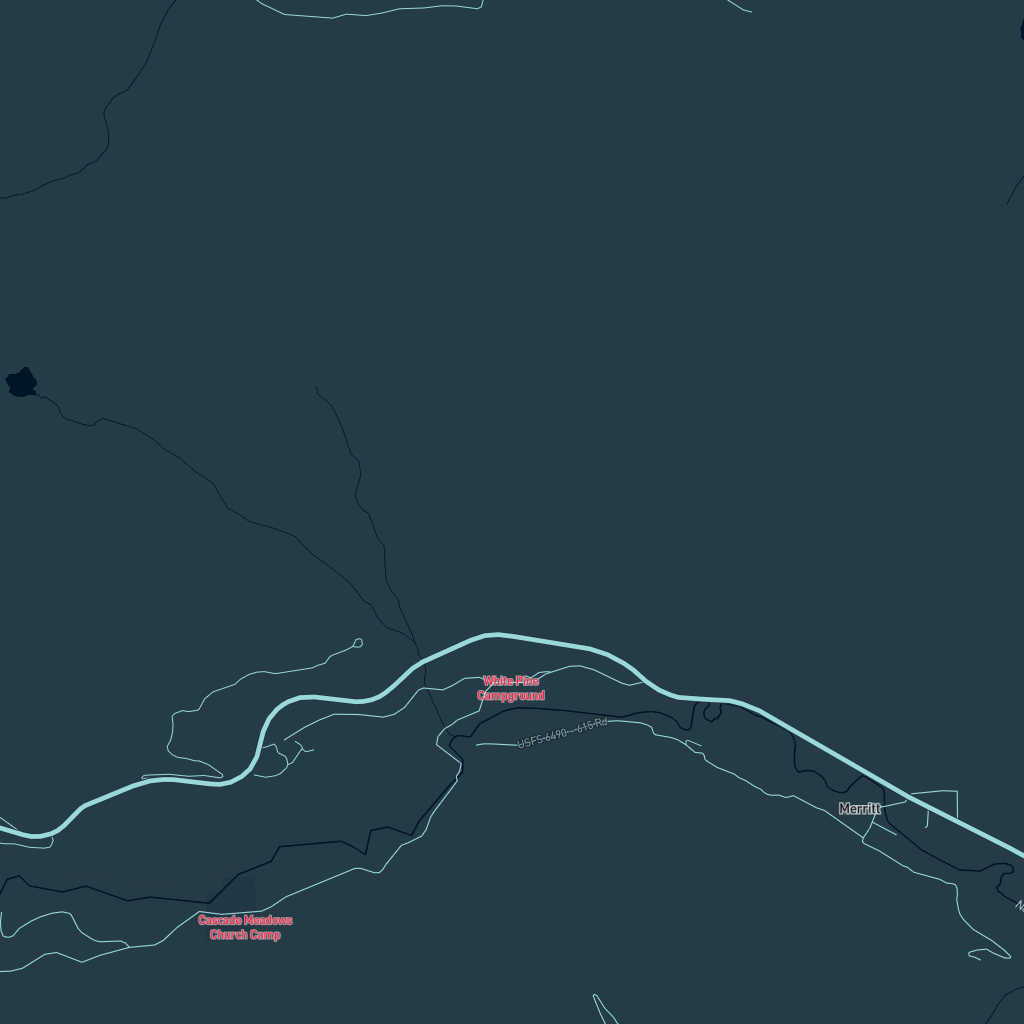 White Pine
Campground
USFS 6490---615 Rd
Merritt
Cascade Meadows
Church Camp